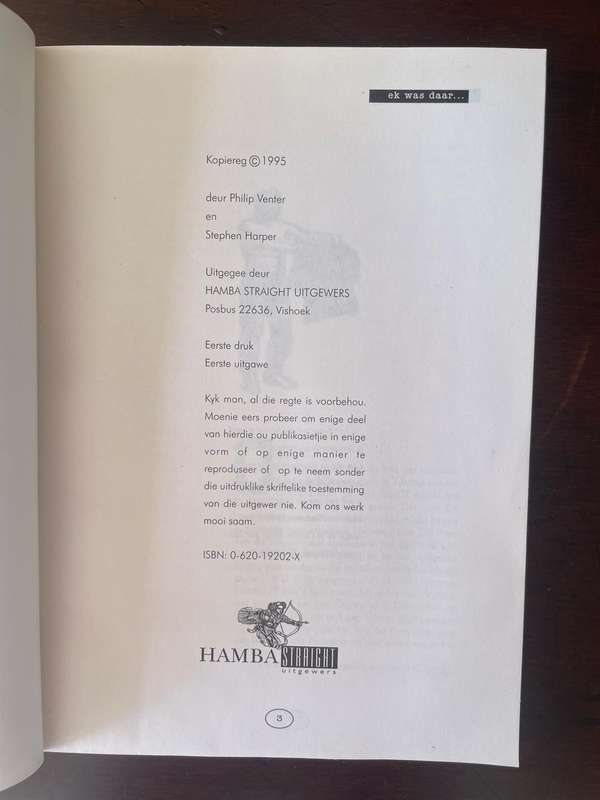 ek was daar...
Kopiereg © 1995
deur Philip Venter
en
Stephen Harper
Uitgegee deur
HAMBA STRAIGHT UITGEWERS
Posbus 22636, Vishoek
Eerste druk
Eerste uitgawe
Kyk man, al die regte is voorbehou.
Moenie eers probeer om enige deel
van hierdie ou publikasietjie in enige
vorm of op enige manier te
reproduseer of op te neem sonder
die uitdruklike skriftelike toestemming
van die uitgewer nie. Kom ons werk
mooi saam.
ISBN: 0-620-19202-X
HAMBA STRAIGHT
uitgewers
3